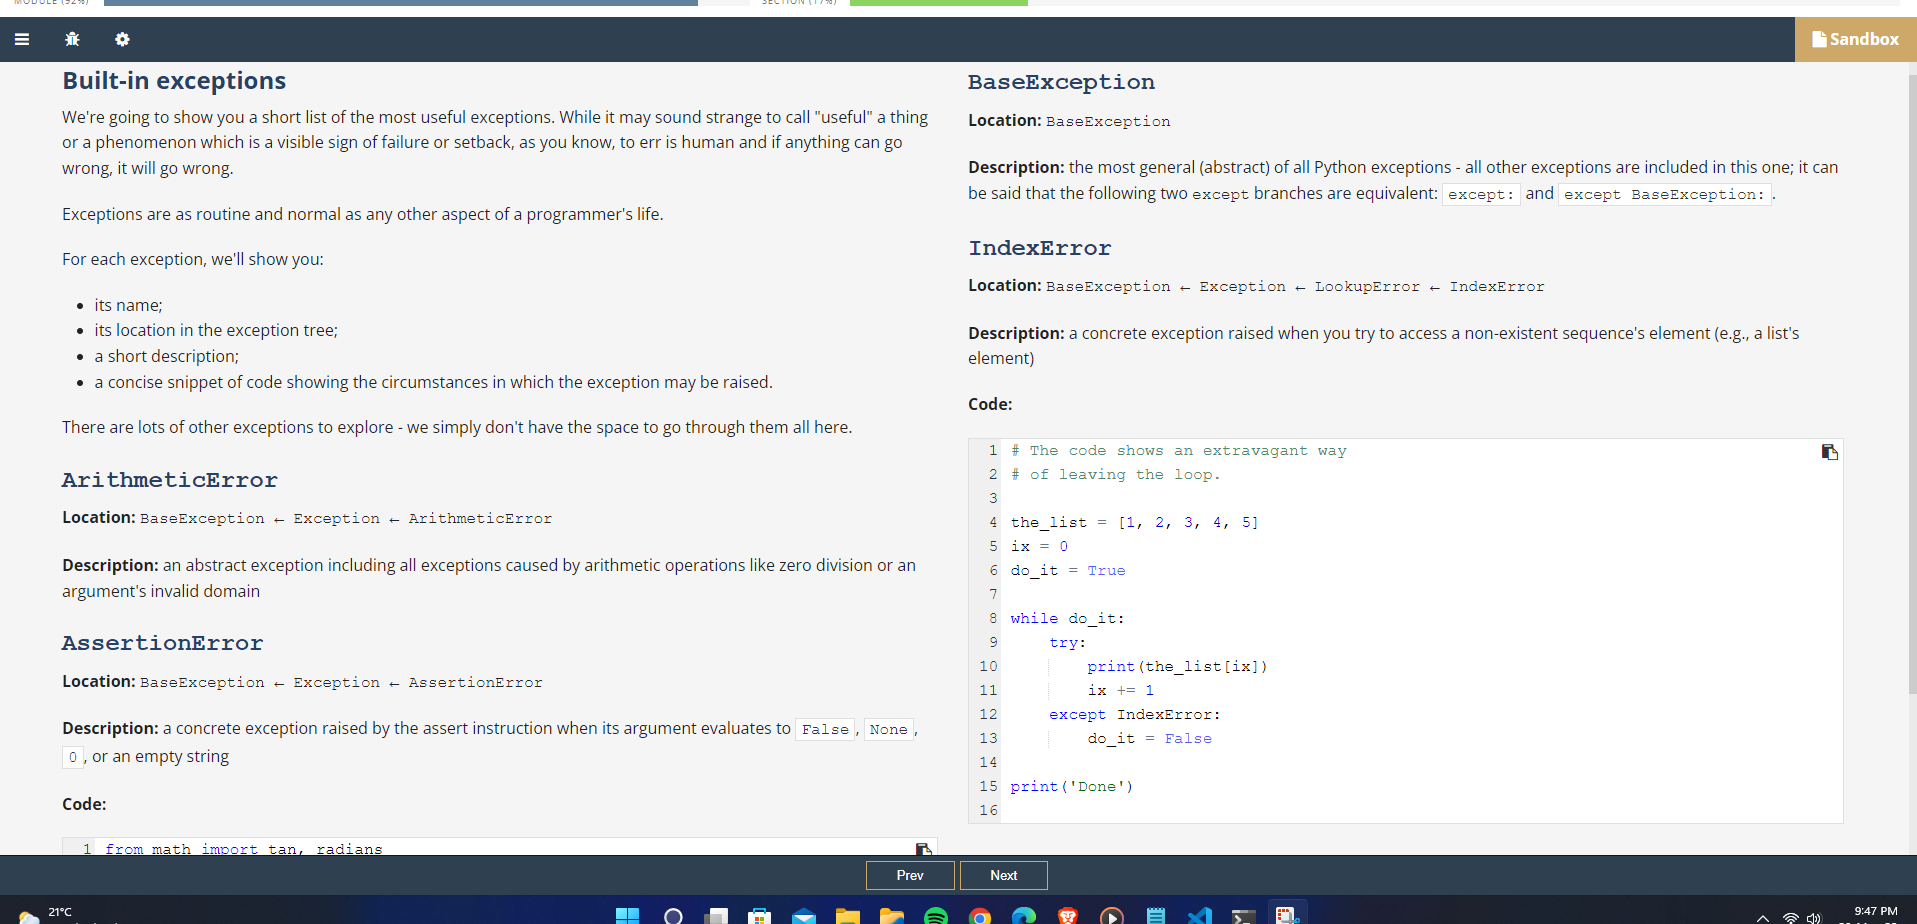 MODULE (92%)
SECTION (17%)
Sandbox
Built-in exceptions
We're going to show you a short list of the most useful exceptions. While it may sound strange to call "useful" a thing
or a phenomenon which is a visible sign of failure or setback, as you know, to err is human and if anything can go
wrong, it will go wrong.
Exceptions are as routine and normal as any other aspect of a programmer's life.
For each exception, we'll show you:
• its name;
• its location in the exception tree;
• a short description;
• a concise snippet of code showing the circumstances in which the exception may be raised.
There are lots of other exceptions to explore - we simply don't have the space to go through them all here.
ArithmeticError
Location: BaseException ← Exception ← ArithmeticError
Description: an abstract exception including all exceptions caused by arithmetic operations like zero division or an
argument's invalid domain
AssertionError
Location: BaseException ← Exception ← AssertionError
Description: a concrete exception raised by the assert instruction when its argument evaluates to False, None,
0, or an empty string
Code:
1 from math import tan, radians
BaseException
Location: BaseException
Description: the most general (abstract) of all Python exceptions - all other exceptions are included in this one; it can
be said that the following two except branches are equivalent: except: and except BaseException:.
IndexError
Location: BaseException ← Exception ← LookupError ← IndexError
Description: a concrete exception raised when you try to access a non-existent sequence's element (e.g., a list's
element)
Code:
1 # The code shows an extravagant way
2 # of leaving the loop.
3
4 the_list = [1, 2, 3, 4, 5]
5 ix = 0
6 do_it = True
7
8 while do_it:
9     try:
10         print(the_list[ix])
11         ix += 1
12     except IndexError:
13         do_it = False
14
15 print('Done')
16
Prev
Next
21°C
9:47 PM